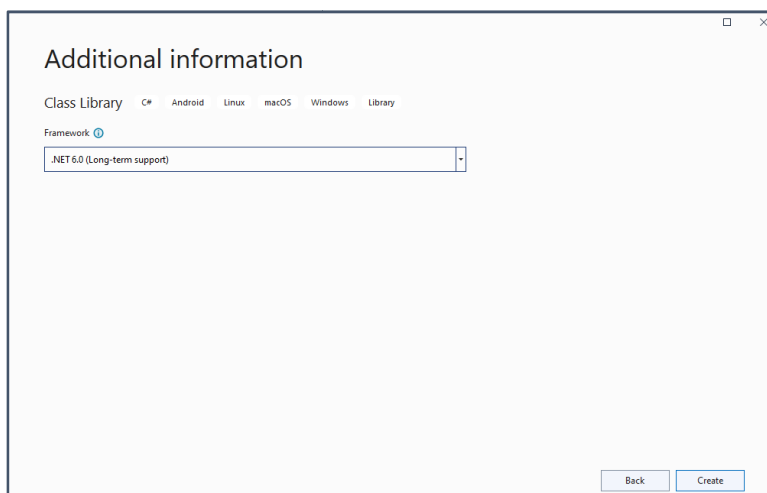 Additional information
Class Library C# Android Linux macOS Windows Library
Framework
.NET 6.0 (Long-term support)
Back Create